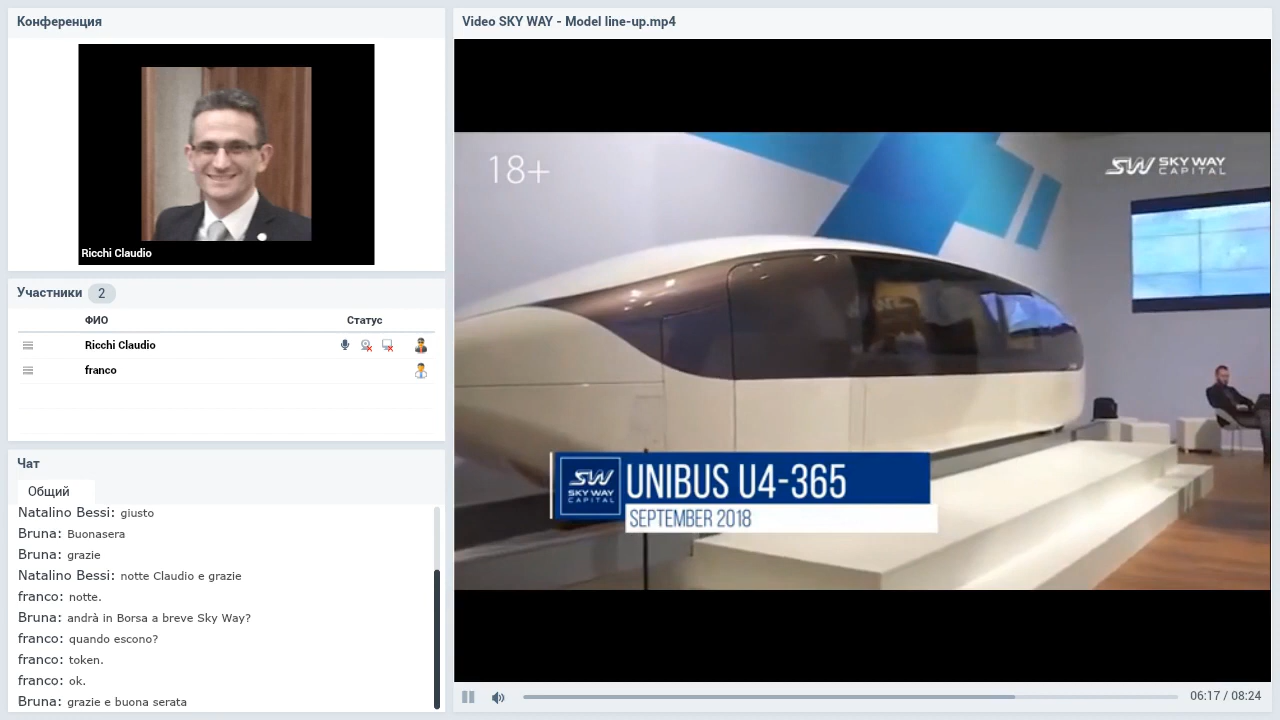 Конференция
Ricchi Claudio
Участники 2
ФИО Статус
Ricchi Claudio
franco
Чат
Общий
Natalino Bessi: giusto
Bruna: Buonasera
Bruna: grazie
Natalino Bessi: notte Claudio e grazie
franco: notte.
Bruna: andrà in Borsa a breve Sky Way?
franco: quando escono?
franco: token.
franco: ok.
Bruna: grazie e buona serata
Video SKY WAY - Model line-up.mp4
18+
SW SKY WAY
CAPITAL
SW
SKY WAY
CAPITAL
UNIBUS U4-365
SEPTEMBER 2018
06:17 / 08:24